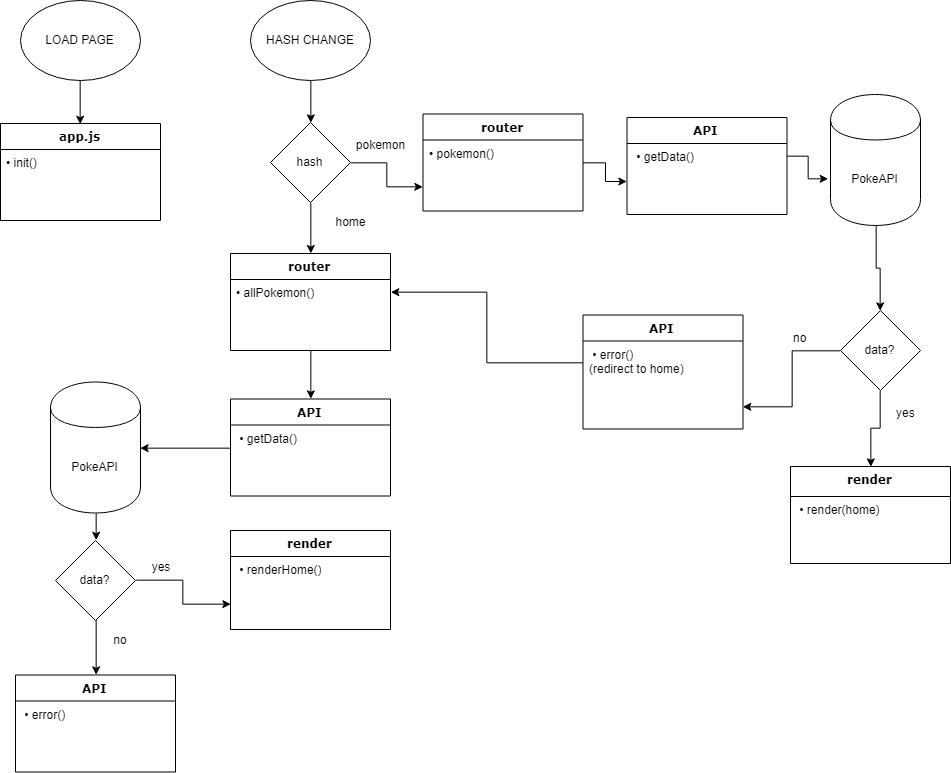 LOAD PAGE
HASH CHANGE
app.js
• init()
hash
pokemon
router
• pokemon()
API
• getData()
PokeAPI
home
router
• allPokemon()
API
• error()
(redirect to home)
no
data?
yes
render
• render(home)
API
• getData()
PokeAPI
data?
yes
render
• renderHome()
no
API
• error()